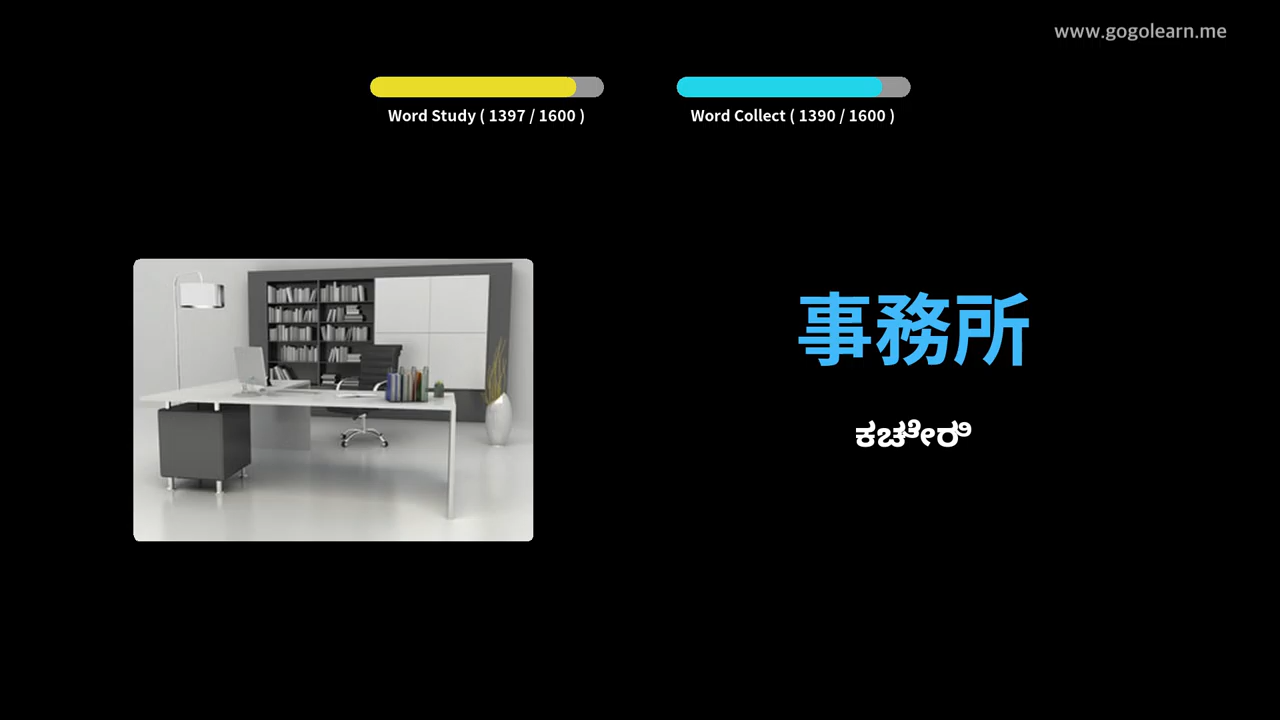 www.gogolearn.me
Word Study ( 1397 / 1600 )
Word Collect ( 1390 / 1600 )
事務所
ಕಚೇರಿ